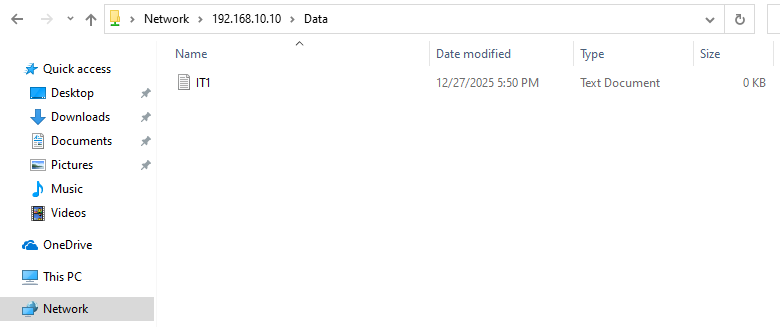 Network > 192.168.10.10 > Data
Name Date modified Type Size
IT1 12/27/2025 5:50 PM Text Document 0 KB
Quick access
Desktop
Downloads
Documents
Pictures
Music
Videos
OneDrive
This PC
Network